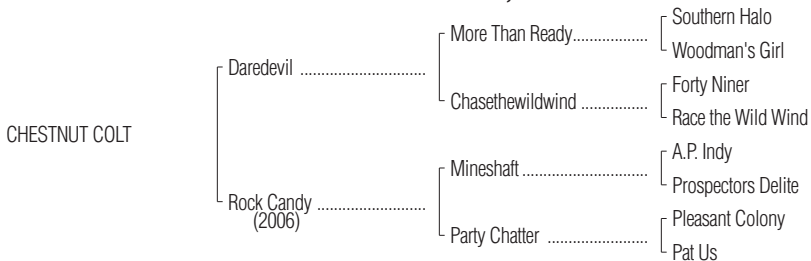 Southern Halo
More Than Ready.................
Woodman's Girl
Daredevil .............................
Forty Niner
Chasethewildwind ...............
Race the Wild Wind
CHESTNUT COLT
A.P. Indy
Mineshaft .............................
Prospectors Delite
Rock Candy .........................
(2006)
Pleasant Colony
Party Chatter .......................
Pat Us